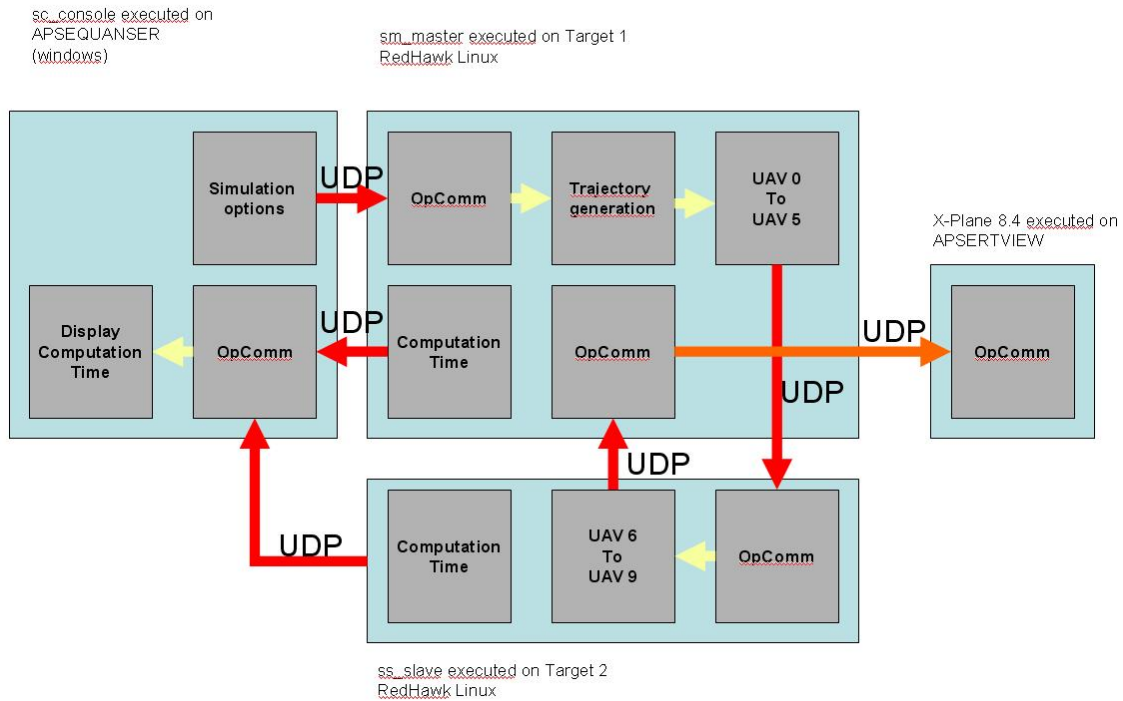 sc_console executed on
APSEQUANSER
(windows)
sm_master executed on Target 1
RedHawk Linux
Simulation
options
UDP
OpComm
Trajectory
generation
UAV 0
To
UAV 5
X-Plane 8.4 executed on
APSERTVIEW
Display
Computation
Time
OpComm
UDP
Computation
Time
OpComm
UDP
OpComm
UDP
UDP
UDP
Computation
Time
UAV 6
To
UAV 9
OpComm
ss_slave executed on Target 2
RedHawk Linux